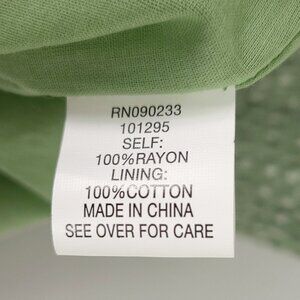 RN090233
101295
SELF:
100%RAYON
LINING:
100%COTTON
MADE IN CHINA
SEE OVER FOR CARE